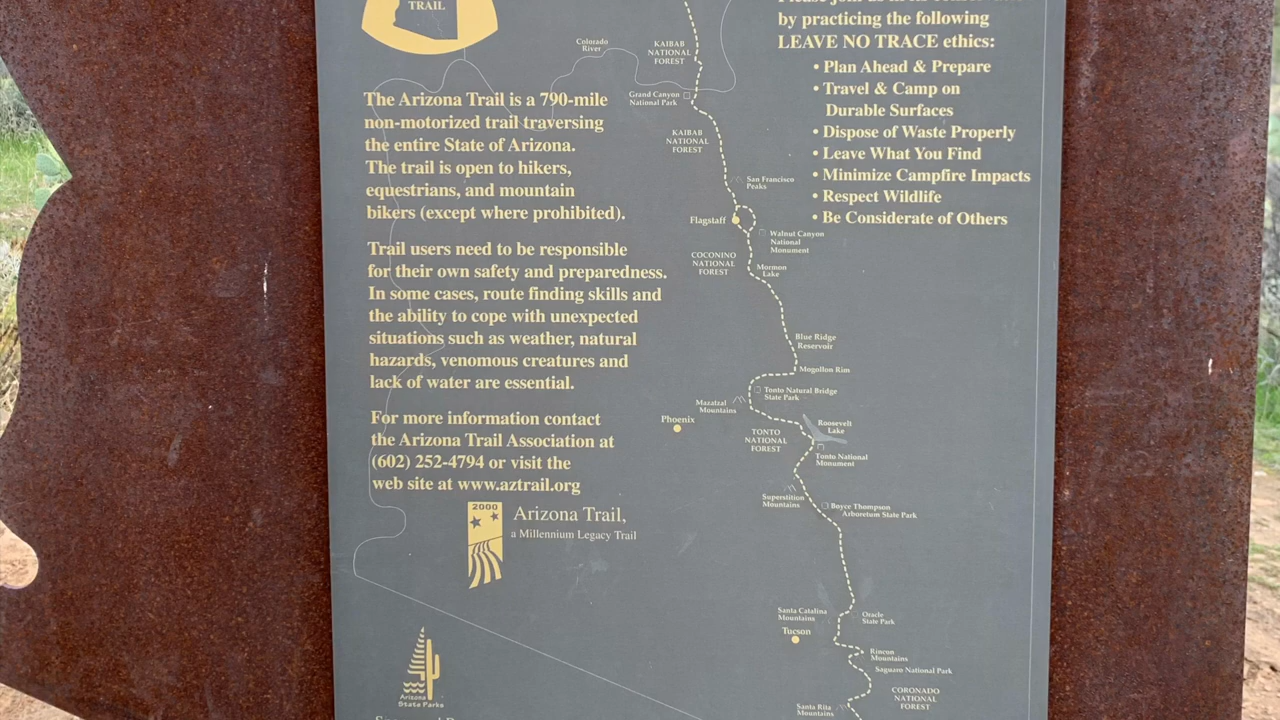 TRAIL
The Arizona Trail is a 790-mile
non-motorized trail traversing
the entire State of Arizona.
The trail is open to hikers,
equestrians, and mountain
bikers (except where prohibited).
Trail users need to be responsible
for their own safety and preparedness.
In some cases, route finding skills and
the ability to cope with unexpected
situations such as weather, natural
hazards, venomous creatures and
lack of water are essential.
For more information contact
the Arizona Trail Association at
(602) 252-4794 or visit the
web site at www.aztrail.org
2000
Arizona Trail,
a Millennium Legacy Trail
Arizona
State Parks
Colorado
River
KAIBAB
NATIONAL
FOREST
Grand Canyon
National Park
KAIBAB
NATIONAL
FOREST
San Francisco
Peaks
Flagstaff
Walnut Canyon
National
Monument
COCONINO
NATIONAL
FOREST
Mormon
Lake
Blue Ridge
Reservoir
Mogollon Rim
Tonto Natural Bridge
State Park
Mazatzal
Mountains
Phoenix
Roosevelt
Lake
TONTO
NATIONAL
FOREST
Tonto National
Monument
Superstition
Mountains
Boyce Thompson
Arboretum State Park
Santa Catalina
Mountains
Oracle
State Park
Tucson
Rincon
Mountains
Saguaro National Park
CORONADO
NATIONAL
FOREST
Santa Rita
Mountains
by practicing the following
LEAVE NO TRACE ethics:
• Plan Ahead & Prepare
• Travel & Camp on
Durable Surfaces
• Dispose of Waste Properly
• Leave What You Find
• Minimize Campfire Impacts
• Respect Wildlife
• Be Considerate of Others